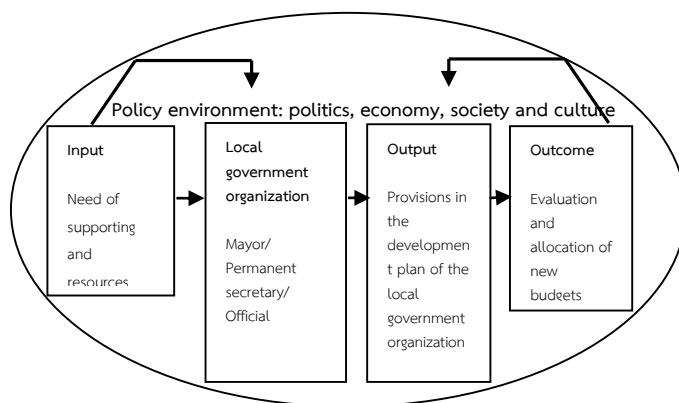 Policy environment: politics, economy, society and culture
Input
Need of
supporting
and
resources
Local
government
organization
Mayor/
Permanent
secretary/
Official
Output
Provisions in
the
developmen
t plan of the
local
government
organization
Outcome
Evaluation
and
allocation of
new
budgets